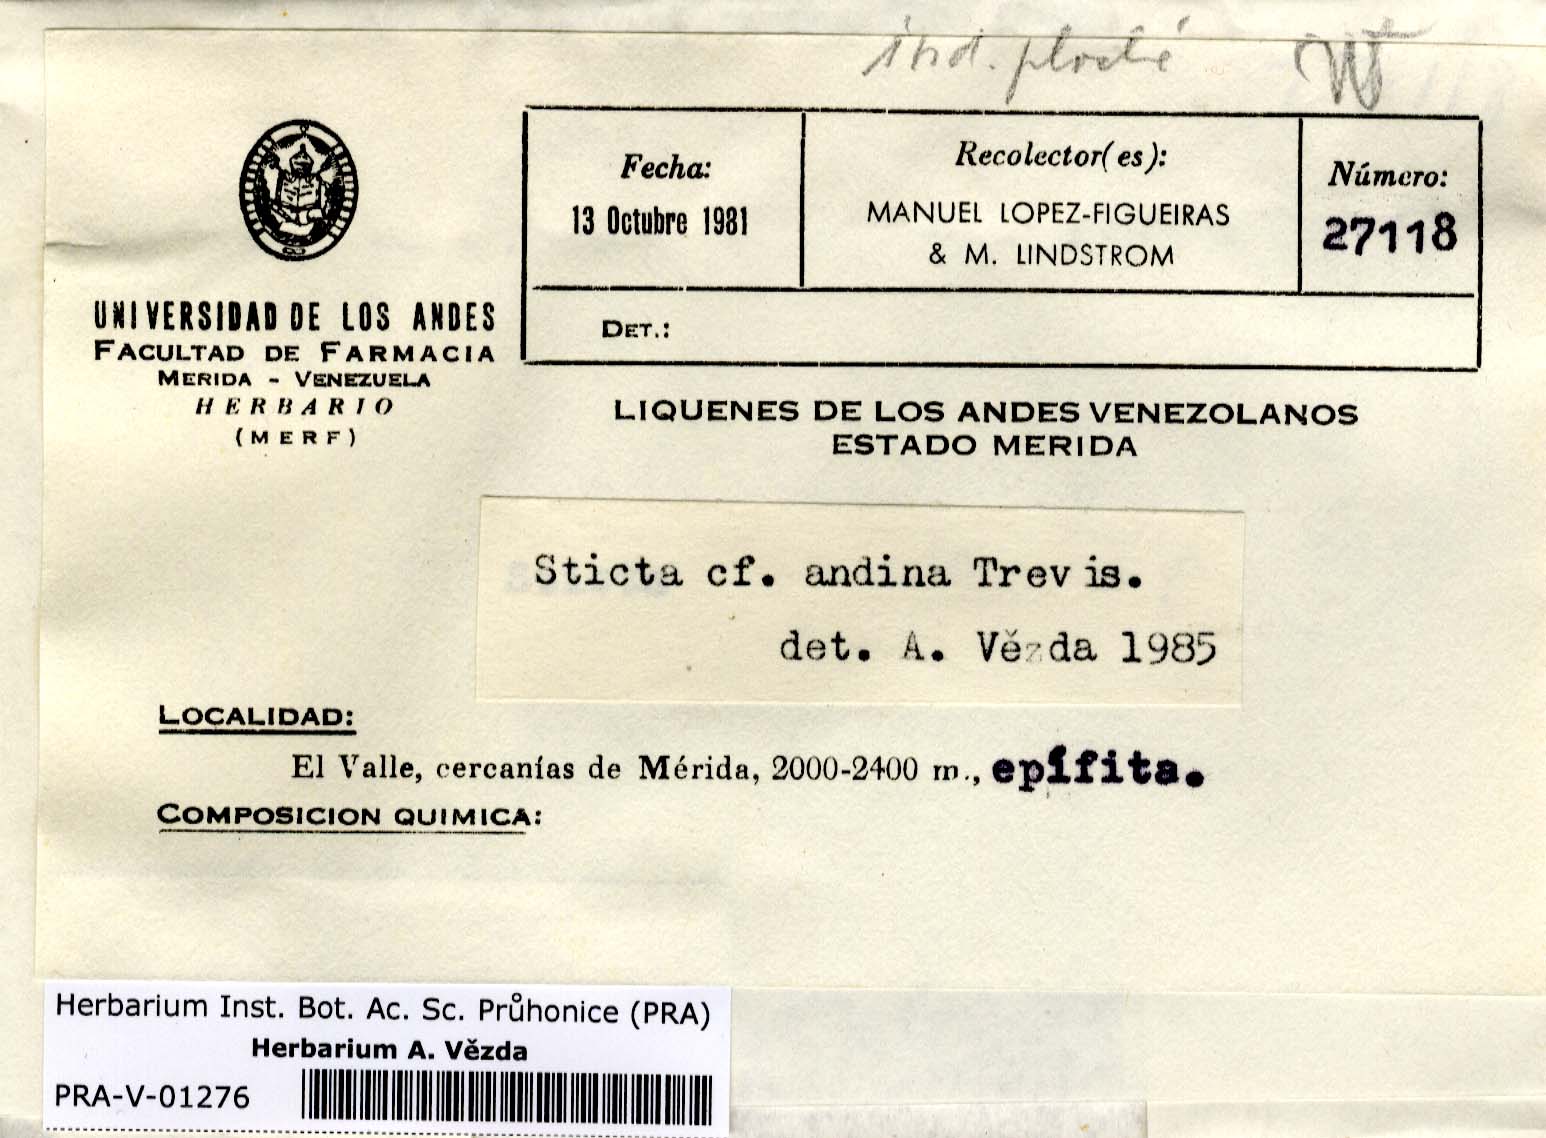 ind. ploché
UNIVERSIDAD DE LOS ANDES
FACULTAD DE FARMACIA
MERIDA - VENEZUELA
HERBARIO
(MERF)
Fecha:
13 Octubre 1981
Recolector(es):
MANUEL LOPEZ-FIGUEIRAS
& M. LINDSTROM
Número:
27118
DET.:
LIQUENES DE LOS ANDES VENEZOLANOS
ESTADO MERIDA
Sticta cf. andina Trevis.
det. A. Vězda 1985
LOCALIDAD:
El Valle, cercanías de Mérida, 2000-2400 m., epífita.
COMPOSICION QUIMICA:
Herbarium Inst. Bot. Ac. Sc. Průhonice (PRA)
Herbarium A. Vězda
PRA-V-01276